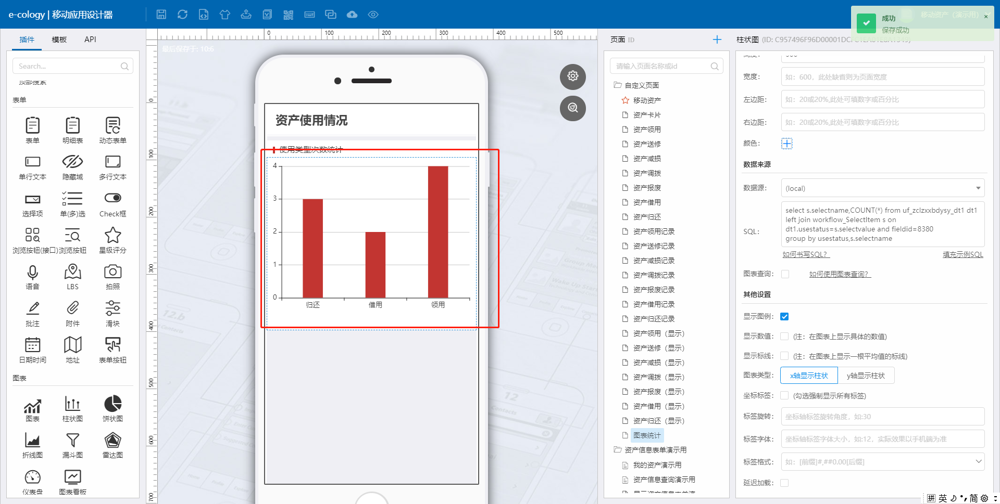 e-cology | 移动应用设计器
移动资产（演示用）
成功
保存成功
插件 模板 API
Search...
顶部搜索
表单
表单 明细表 动态表单
单行文本 隐藏域 多行文本
选择项 单(多)选 Check框
浏览按钮(接口) 浏览按钮 星级评分
语音 LBS 拍照
批注 附件 滑块
日期时间 地址 表单按钮
图表
图表 柱状图 饼状图
折线图 漏斗图 雷达图
仪表盘 图表看板
0 100 200 300 400 500
0
100
200
300
400
500
600
700
最后保存于: 10:6
资产使用情况
使用类型次数统计
4
3
2
1
0
归还 借用 领用
页面 ID
请输入页面名称或id
自定义页面
移动资产
资产卡片
资产领用
资产送修
资产减损
资产调拨
资产报废
资产借用
资产归还
资产领用记录
资产送修记录
资产减损记录
资产调拨记录
资产报废记录
资产借用记录
资产归还记录
资产领用（显示）
资产送修（显示）
资产减损（显示）
资产调拨（显示）
资产报废（显示）
资产借用（显示）
资产归还（显示）
图表统计
资产信息表单演示用
我的资产演示用
资产信息查询演示用
柱状图
高度：
宽度： 如：600，此处缺省则为页面宽度
左边距： 如：20或20%,此处可填数字或百分比
右边距： 如：20或20%,此处可填数字或百分比
颜色：
数据来源
数据源： (local)
SQL:
select s.selectname,COUNT(*) from uf_zclzxxbdysy_dt1 dt1
left join workflow_SelectItem s on
dt1.usestatus=s.selectvalue and fieldid=8380
group by usestatus,s.selectname
如何书写SQL? 填充示例SQL
图表查询： 如何使用图表查询?
其他设置
显示图例：
显示数值： (注：在图表上显示具体的数值)
显示标线： (注：在图表上显示一根平均值的标线)
图表类型： x轴显示柱状 y轴显示柱状
坐标标签： (勾选强制显示所有标签)
标签旋转： 坐标轴标签旋转角度，如:30
标签字体： 坐标轴标签字体大小，如:12，实际效果以手机端为准
标签格式： 如：[前缀]#,##0.00[后缀]
延迟加载：
拼 英 简